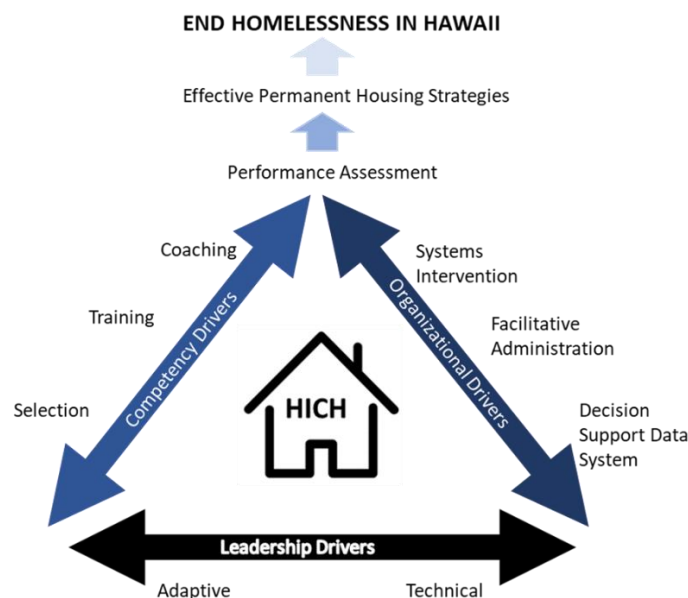 END HOMELESSNESS IN HAWAII
Effective Permanent Housing Strategies
Performance Assessment
Coaching
Training
Selection
Competency Drivers
Systems
Intervention
Facilitative
Administration
Decision
Support Data
System
Organizational Drivers
HICH
Leadership Drivers
Adaptive
Technical